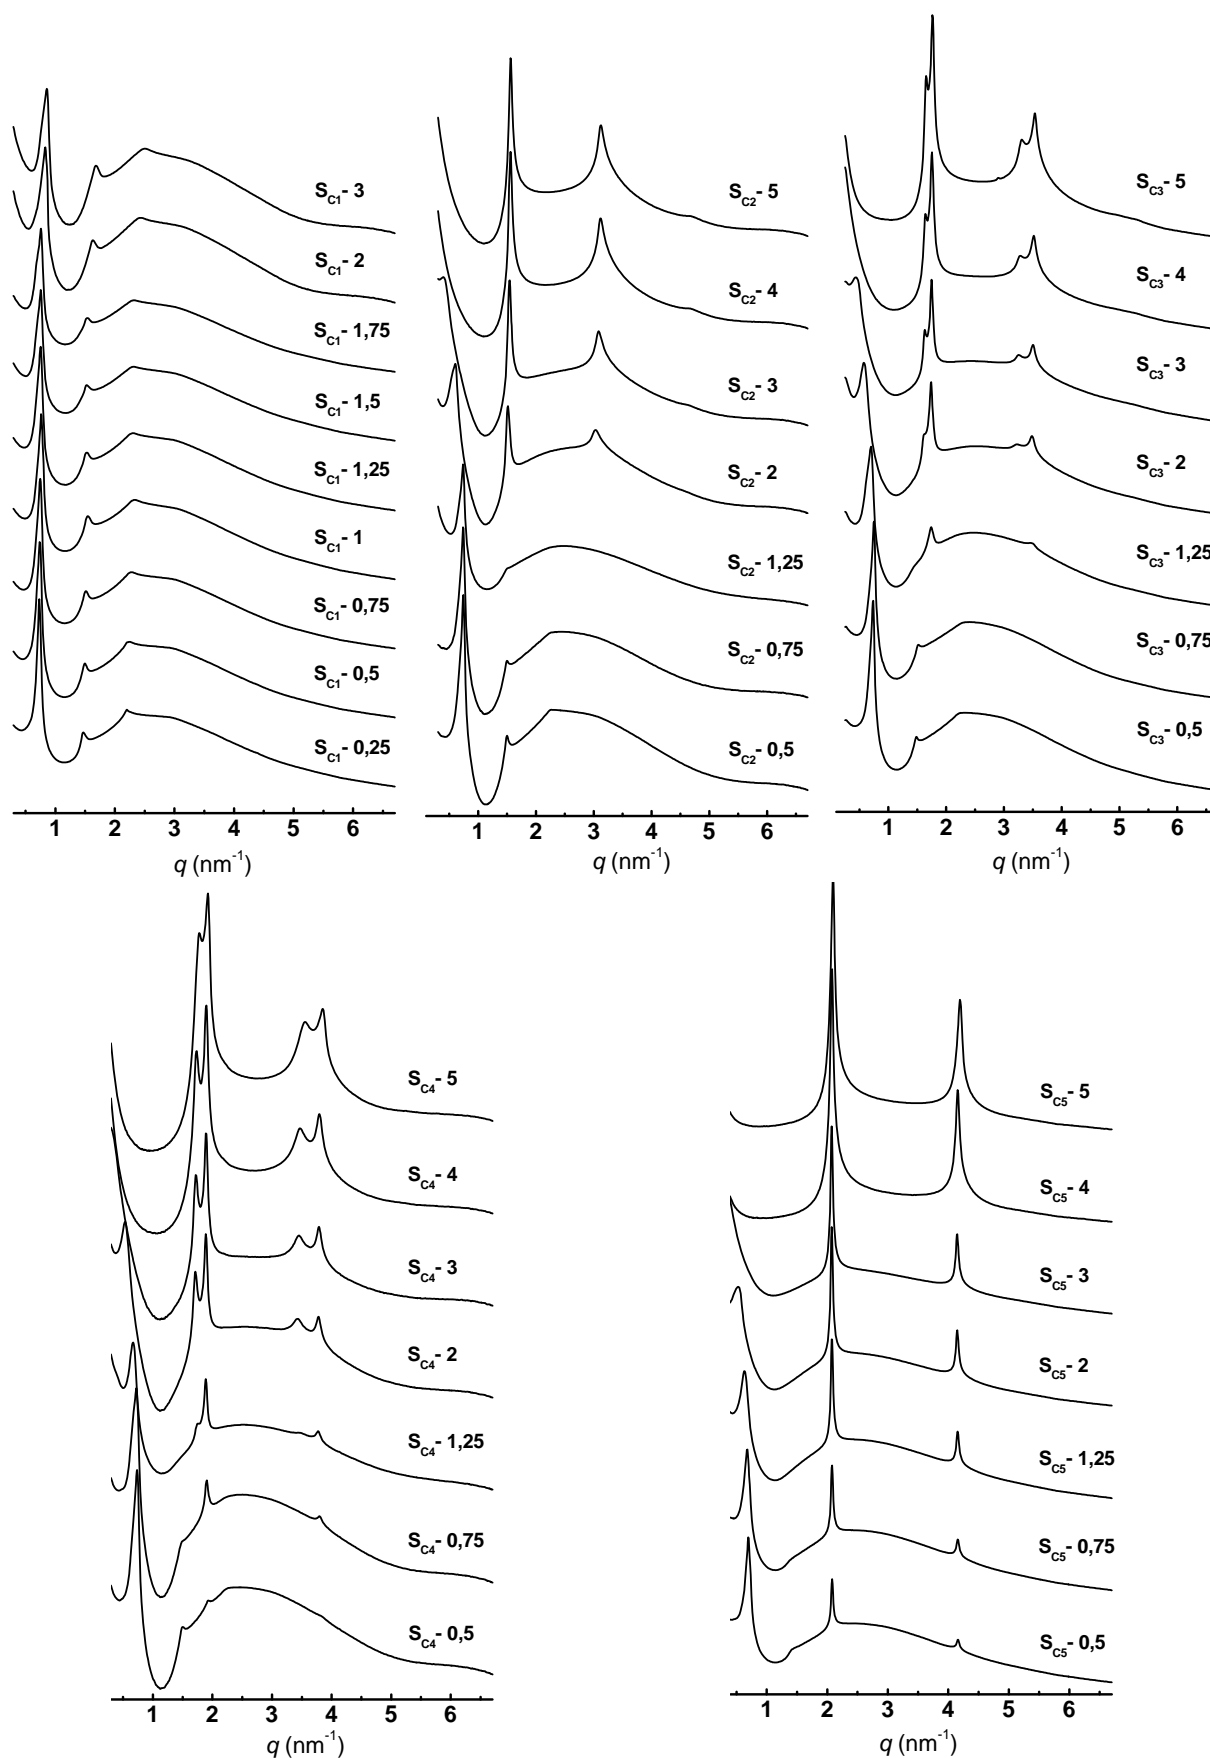 S_C1- 3
S_C1- 2
S_C1- 1,75
S_C1- 1,5
S_C1- 1,25
S_C1- 1
S_C1- 0,75
S_C1- 0,5
S_C1- 0,25
1 2 3 4 5 6
q (nm⁻¹)
S_C2- 5
S_C2- 4
S_C2- 3
S_C2- 2
S_C2- 1,25
S_C2- 0,75
S_C2- 0,5
1 2 3 4 5 6
q (nm⁻¹)
S_C3- 5
S_C3- 4
S_C3- 3
S_C3- 2
S_C3- 1,25
S_C3- 0,75
S_C3- 0,5
1 2 3 4 5 6
q (nm⁻¹)
S_C4- 5
S_C4- 4
S_C4- 3
S_C4- 2
S_C4- 1,25
S_C4- 0,75
S_C4- 0,5
1 2 3 4 5 6
q (nm⁻¹)
S_C5- 5
S_C5- 4
S_C5- 3
S_C5- 2
S_C5- 1,25
S_C5- 0,75
S_C5- 0,5
1 2 3 4 5 6
q (nm⁻¹)